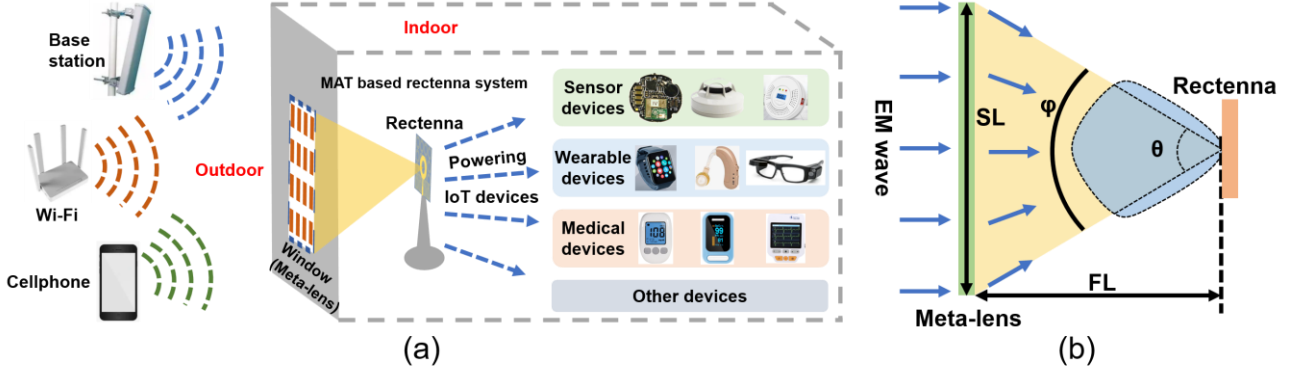 Base
station
Wi-Fi
Cellphone
Outdoor
Indoor
MAT based rectenna system
Rectenna
Powering
IoT devices
Window
(Meta-lens)
Sensor
devices
Wearable
devices
Medical
devices
108
Other devices
(a)
EM wave
SL
φ
θ
Rectenna
FL
Meta-lens
(b)